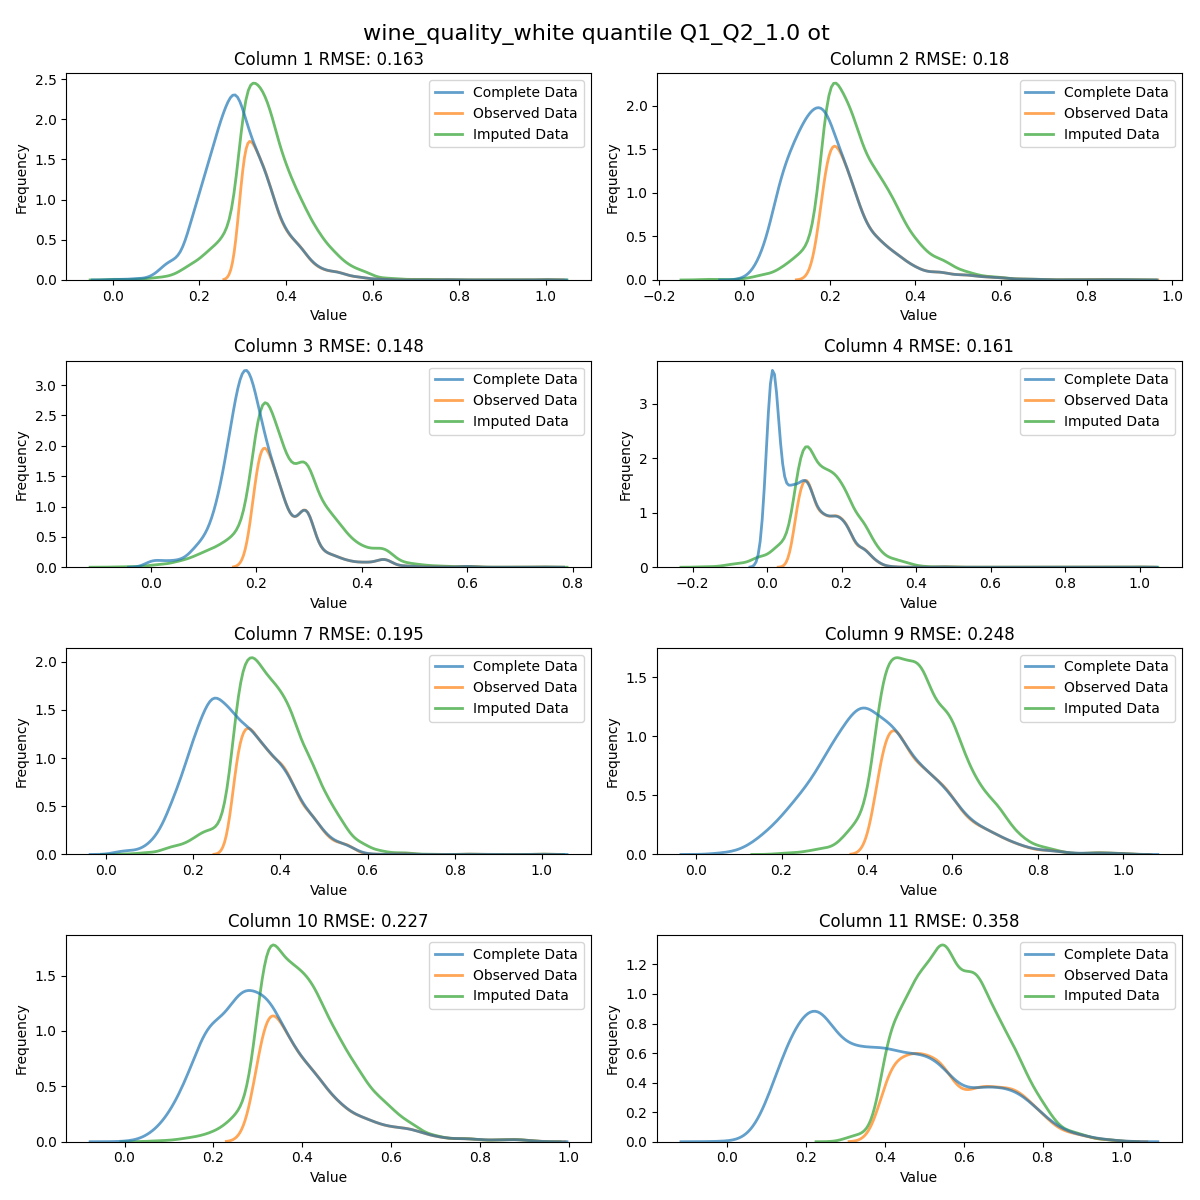 wine_quality_white quantile Q1_Q2_1.0 ot
Column 1 RMSE: 0.163
2.5
2.0
1.5
1.0
0.5
0.0
Frequency
Complete Data
Observed Data
Imputed Data
0.0 0.2 0.4 0.6 0.8 1.0
Value
Column 2 RMSE: 0.18
2.0
1.5
1.0
0.5
0.0
Frequency
Complete Data
Observed Data
Imputed Data
−0.2 0.0 0.2 0.4 0.6 0.8 1.0
Value
Column 3 RMSE: 0.148
3.0
2.5
2.0
1.5
1.0
0.5
0.0
Frequency
Complete Data
Observed Data
Imputed Data
0.0 0.2 0.4 0.6 0.8
Value
Column 4 RMSE: 0.161
3
2
1
0
Frequency
Complete Data
Observed Data
Imputed Data
−0.2 0.0 0.2 0.4 0.6 0.8 1.0
Value
Column 7 RMSE: 0.195
2.0
1.5
1.0
0.5
0.0
Frequency
Complete Data
Observed Data
Imputed Data
0.0 0.2 0.4 0.6 0.8 1.0
Value
Column 9 RMSE: 0.248
1.5
1.0
0.5
0.0
Frequency
Complete Data
Observed Data
Imputed Data
0.0 0.2 0.4 0.6 0.8 1.0
Value
Column 10 RMSE: 0.227
1.5
1.0
0.5
0.0
Frequency
Complete Data
Observed Data
Imputed Data
0.0 0.2 0.4 0.6 0.8 1.0
Value
Column 11 RMSE: 0.358
1.2
1.0
0.8
0.6
0.4
0.2
0.0
Frequency
Complete Data
Observed Data
Imputed Data
0.0 0.2 0.4 0.6 0.8 1.0
Value